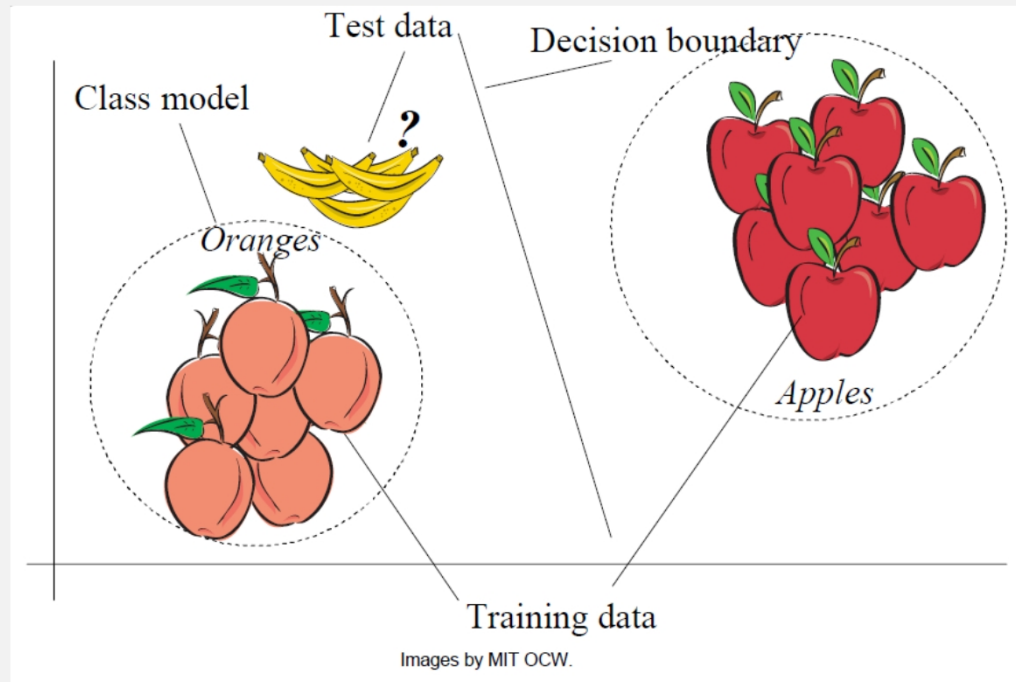 Test data
Decision boundary
Class model
?
Oranges
Apples
Training data
Images by MIT OCW.